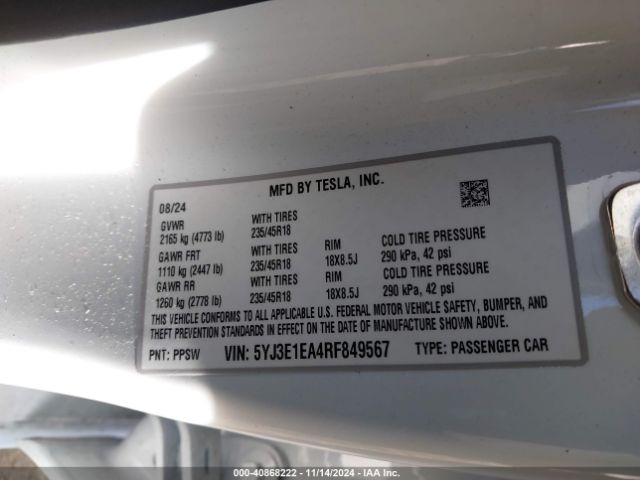 MFD BY TESLA, INC.
08/24
GVWR WITH TIRES
2165 kg (4773 lb) 235/45R18
GAWR FRT WITH TIRES RIM COLD TIRE PRESSURE
1110 kg (2447 lb) 235/45R18 18X8.5J 290 kPa, 42 psi
GAWR RR WITH TIRES RIM COLD TIRE PRESSURE
1260 kg (2778 lb) 235/45R18 18X8.5J 290 kPa, 42 psi
THIS VEHICLE CONFORMS TO ALL APPLICABLE U.S. FEDERAL MOTOR VEHICLE SAFETY, BUMPER, AND
THEFT PREVENTION STANDARDS IN EFFECT ON THE DATE OF MANUFACTURE SHOWN ABOVE.
PNT: PPSW VIN: 5YJ3E1EA4RF849567 TYPE: PASSENGER CAR
000-40868222 - 11/14/2024 - IAA Inc.